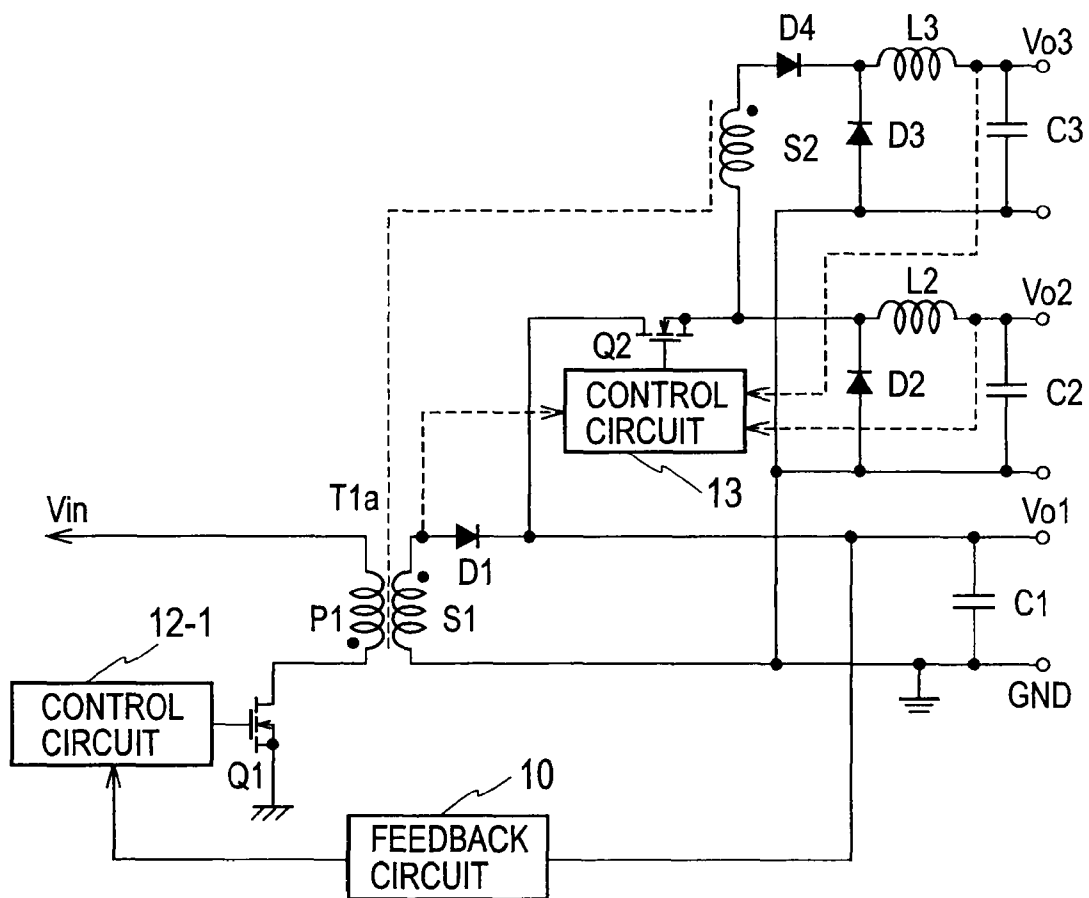 D4
L3
Vo3
S2
D3
C3
L2
Vo2
Q2
CONTROL
CIRCUIT
D2
C2
13
Vin
T1a
Vo1
D1
P1
S1
C1
12-1
GND
CONTROL
CIRCUIT
Q1
10
FEEDBACK
CIRCUIT